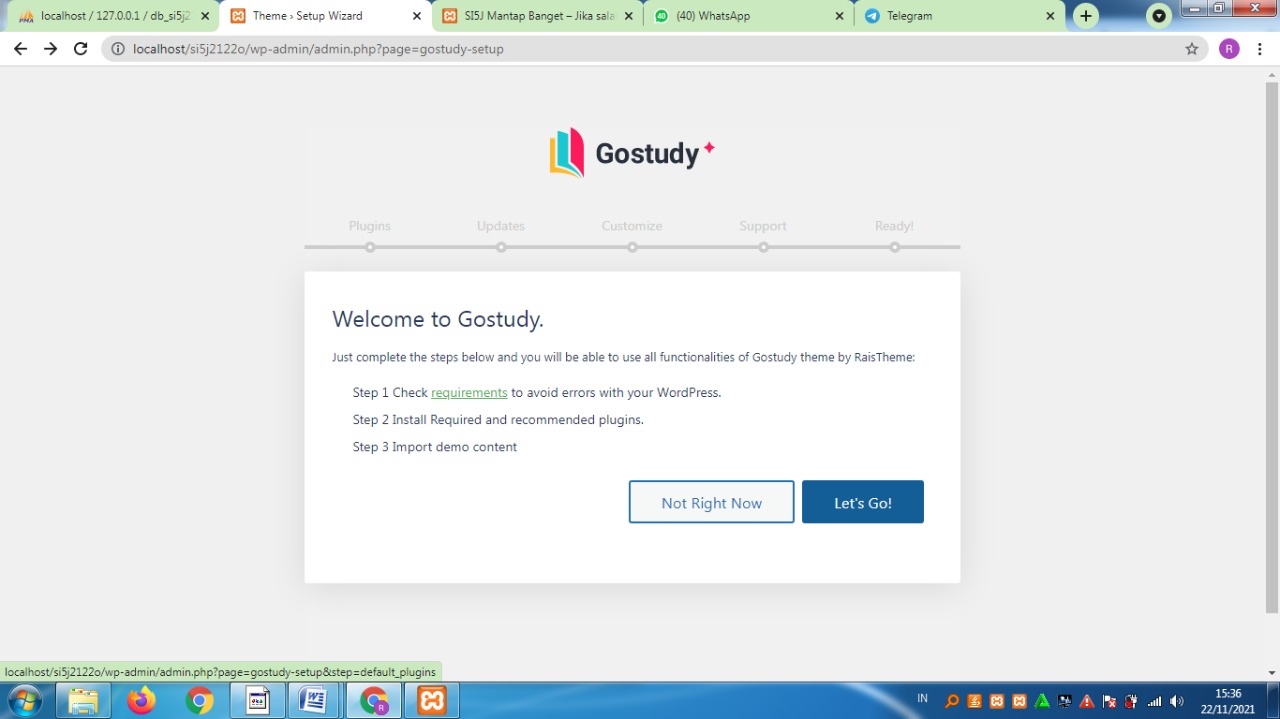 localhost / 127.0.0.1 / db_si5j2
Theme › Setup Wizard
SI5J Mantap Banget – Jika sala
(40) WhatsApp
Telegram
localhost/si5j2122o/wp-admin/admin.php?page=gostudy-setup
R
Gostudy
Plugins
Updates
Customize
Support
Ready!
Welcome to Gostudy.
Just complete the steps below and you will be able to use all functionalities of Gostudy theme by RaisTheme:
Step 1 Check requirements to avoid errors with your WordPress.
Step 2 Install Required and recommended plugins.
Step 3 Import demo content
Not Right Now
Let's Go!
localhost/si5j2122o/wp-admin/admin.php?page=gostudy-setup&step=default_plugins
IN
15:36
22/11/2021